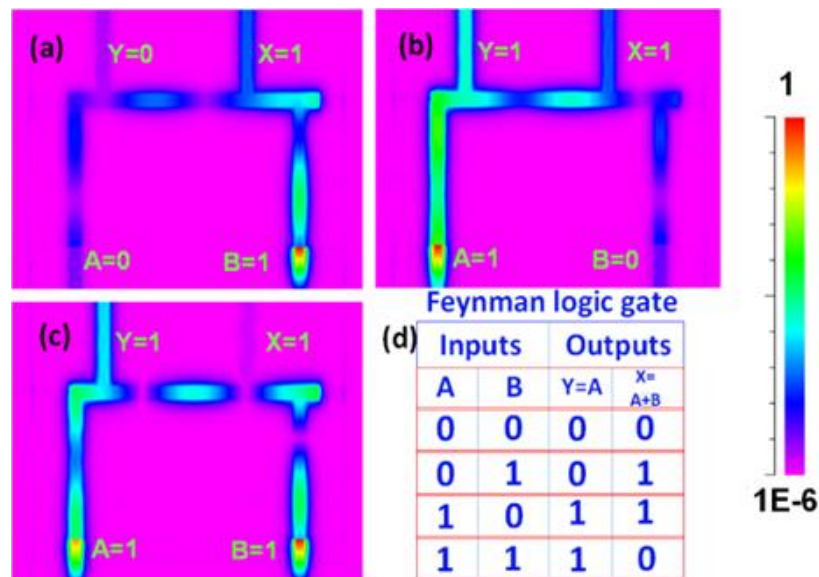 (a)
Y=0
X=1
A=0
B=1
(b)
Y=1
X=1
A=1
B=0
1
1E-6
(c)
Y=1
X=1
A=1
B=1
(d)
Feynman logic gate
Inputs Outputs
A B Y=A X=
A+B
0 0 0 0
0 1 0 1
1 0 1 1
1 1 1 0